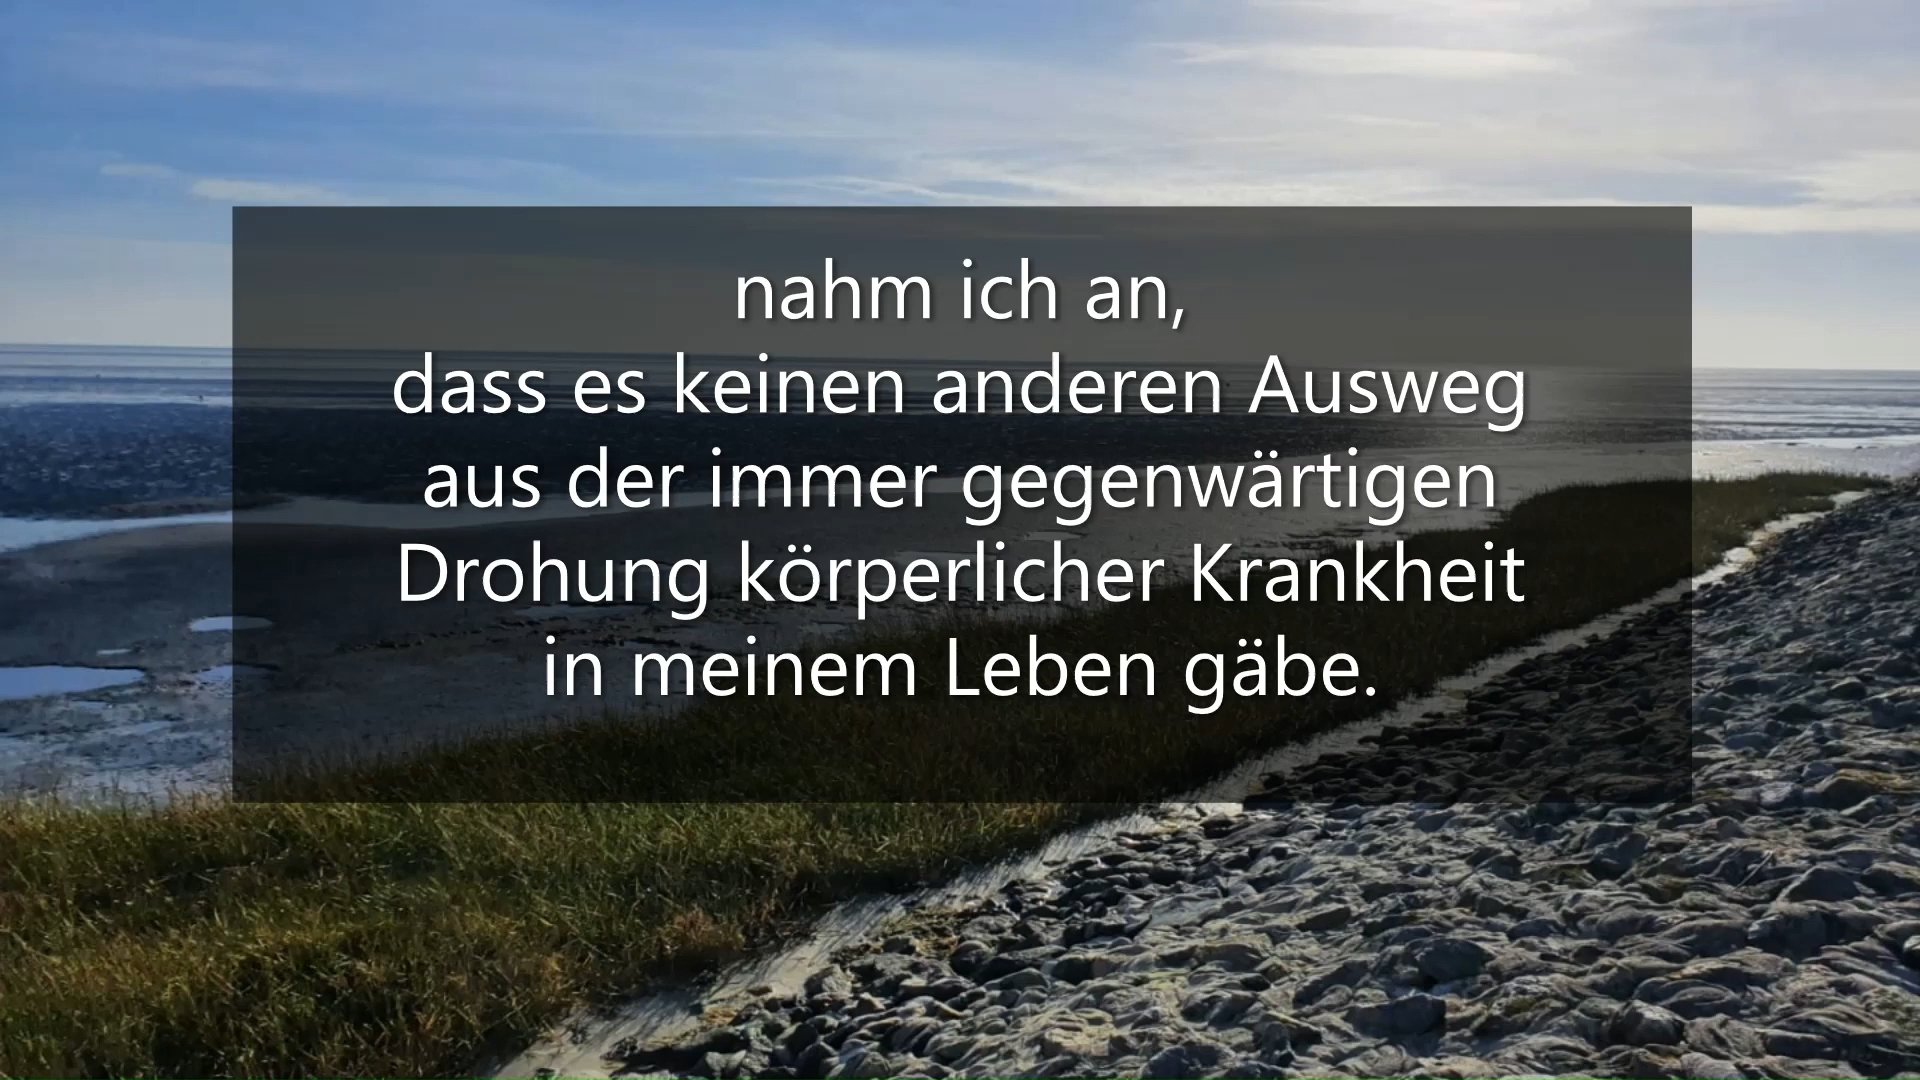 nahm ich an,
dass es keinen anderen Ausweg
aus der immer gegenwärtigen
Drohung körperlicher Krankheit
in meinem Leben gäbe.